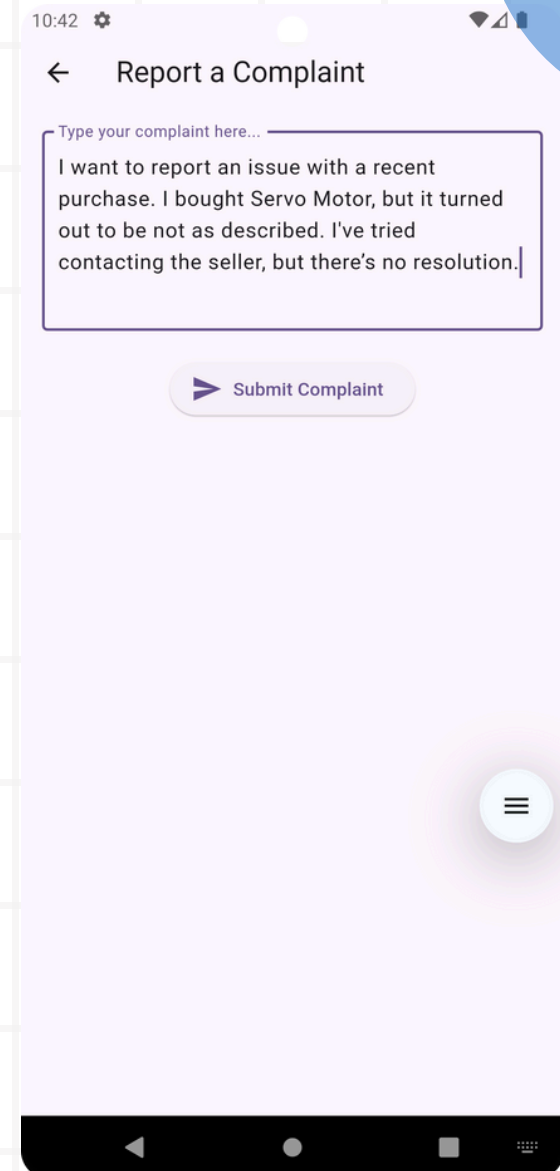 10:42
Report a Complaint
Type your complaint here...
I want to report an issue with a recent
purchase. I bought Servo Motor, but it turned
out to be not as described. I've tried
contacting the seller, but there’s no resolution.
Submit Complaint